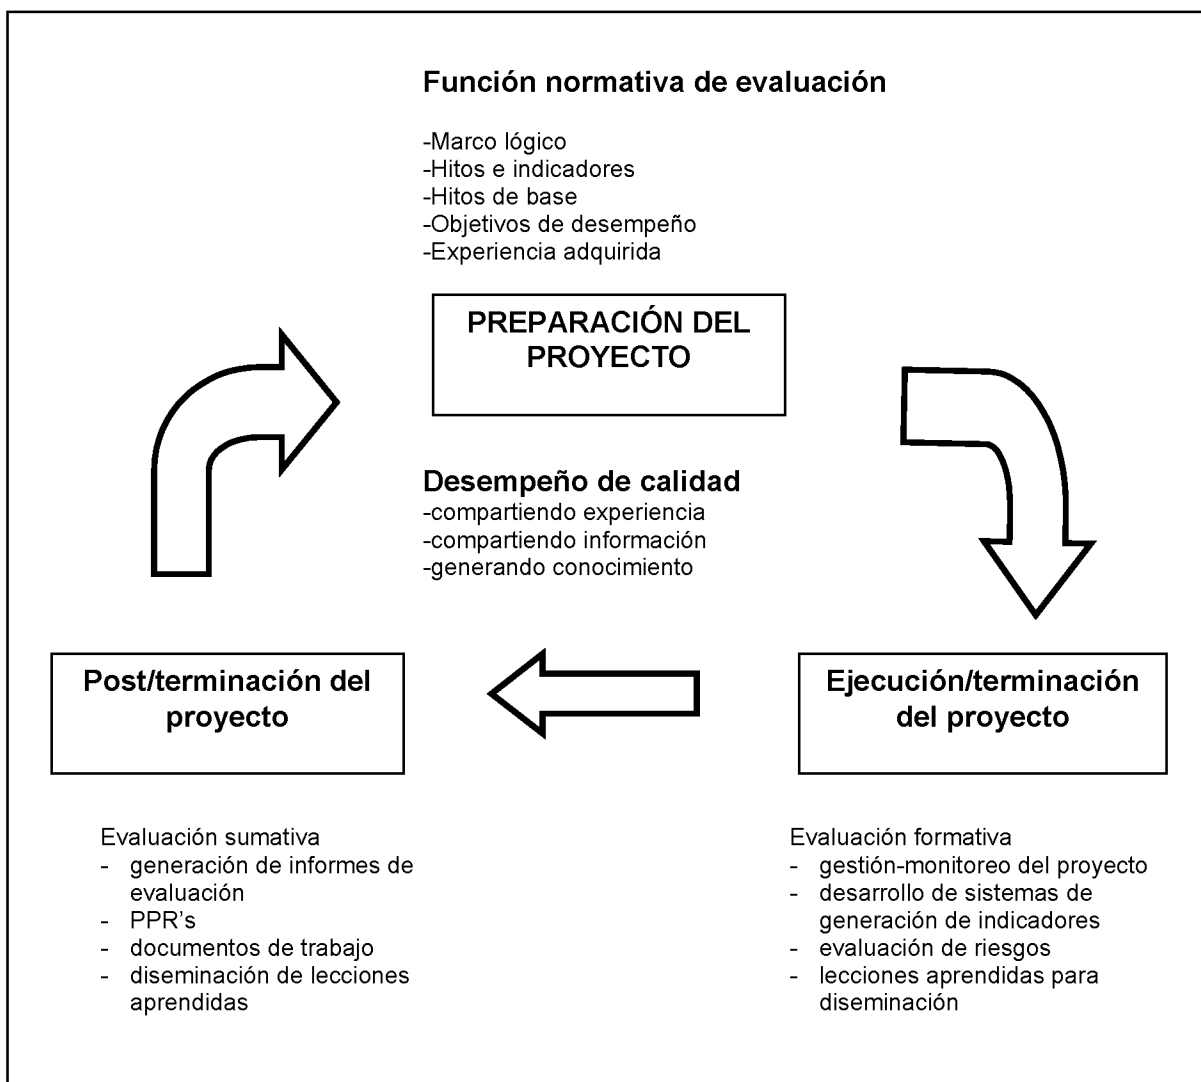 Función normativa de evaluación
-Marco lógico
-Hitos e indicadores
-Hitos de base
-Objetivos de desempeño
-Experiencia adquirida
PREPARACIÓN DEL
PROYECTO
Desempeño de calidad
-compartiendo experiencia
-compartiendo información
-generando conocimiento
Post/terminación del
proyecto
Ejecución/terminación
del proyecto
Evaluación sumativa
- generación de informes de
evaluación
- PPR’s
- documentos de trabajo
- diseminación de lecciones
aprendidas
Evaluación formativa
- gestión-monitoreo del proyecto
- desarrollo de sistemas de
generación de indicadores
- evaluación de riesgos
- lecciones aprendidas para
diseminación